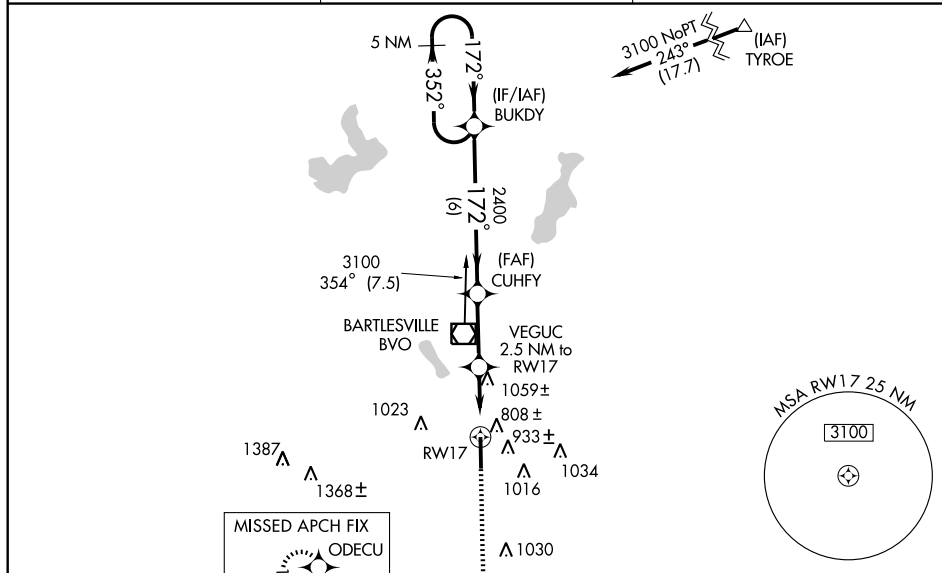 5 NM
172°
352°
(IF/IAF)
BUKDY
3100 NoPT
243°
(17.7)
(IAF)
TYROE
2400
172°
(6)
3100
354° (7.5)
(FAF)
CUHFY
BARTLESVILLE
BVO
VEGUC
2.5 NM to
RW17
1059±
1023
808 ±
933±
RW17
1034
1016
1387
1368±
1030
MSA RW17 25 NM
3100
MISSED APCH FIX
ODECU